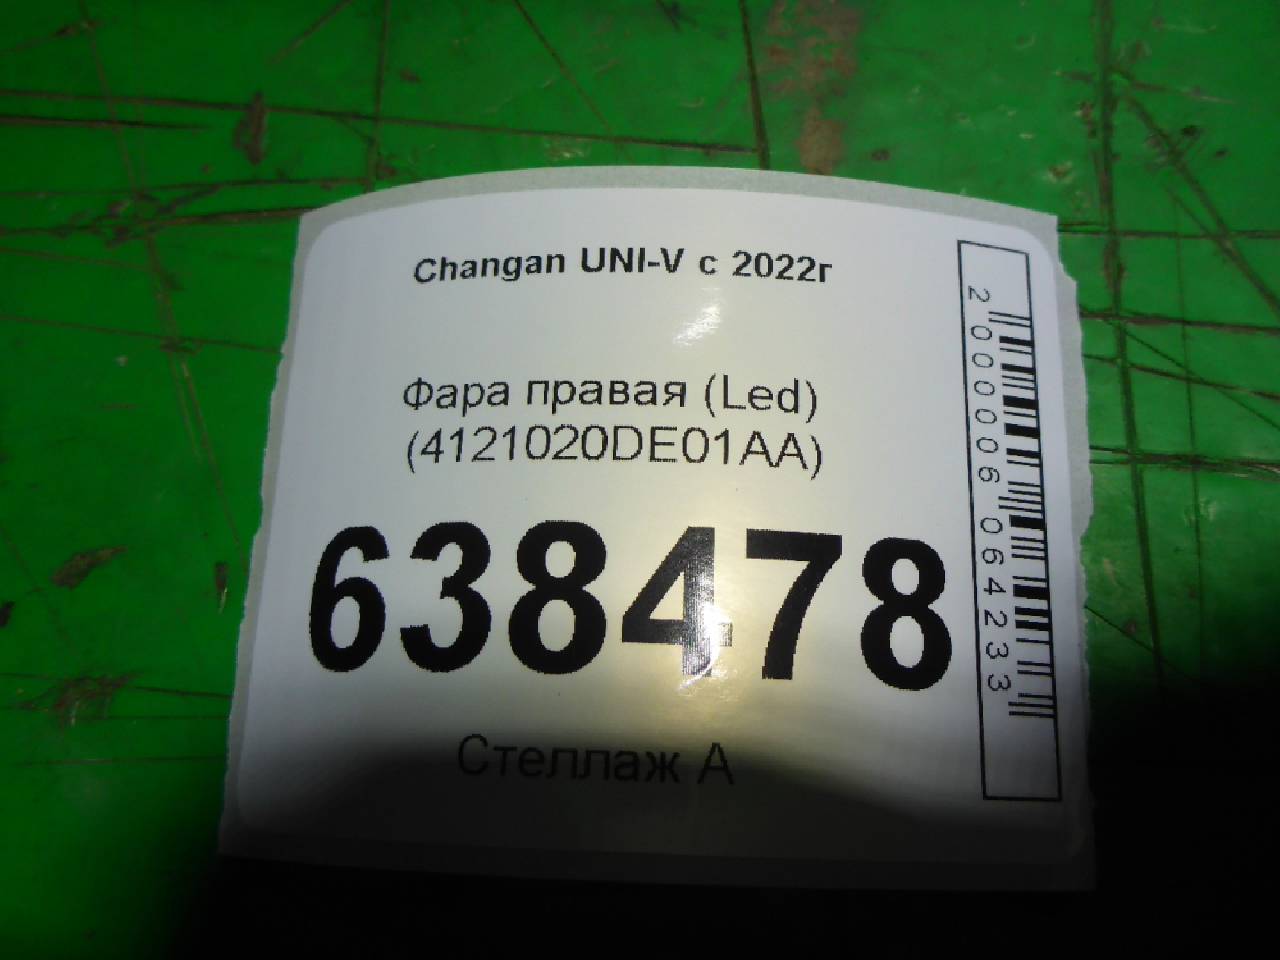 Changan UNI-V с 2022г
Фара правая (Led)
(4121020DE01AA)
638478
Стеллаж А
2000006064233